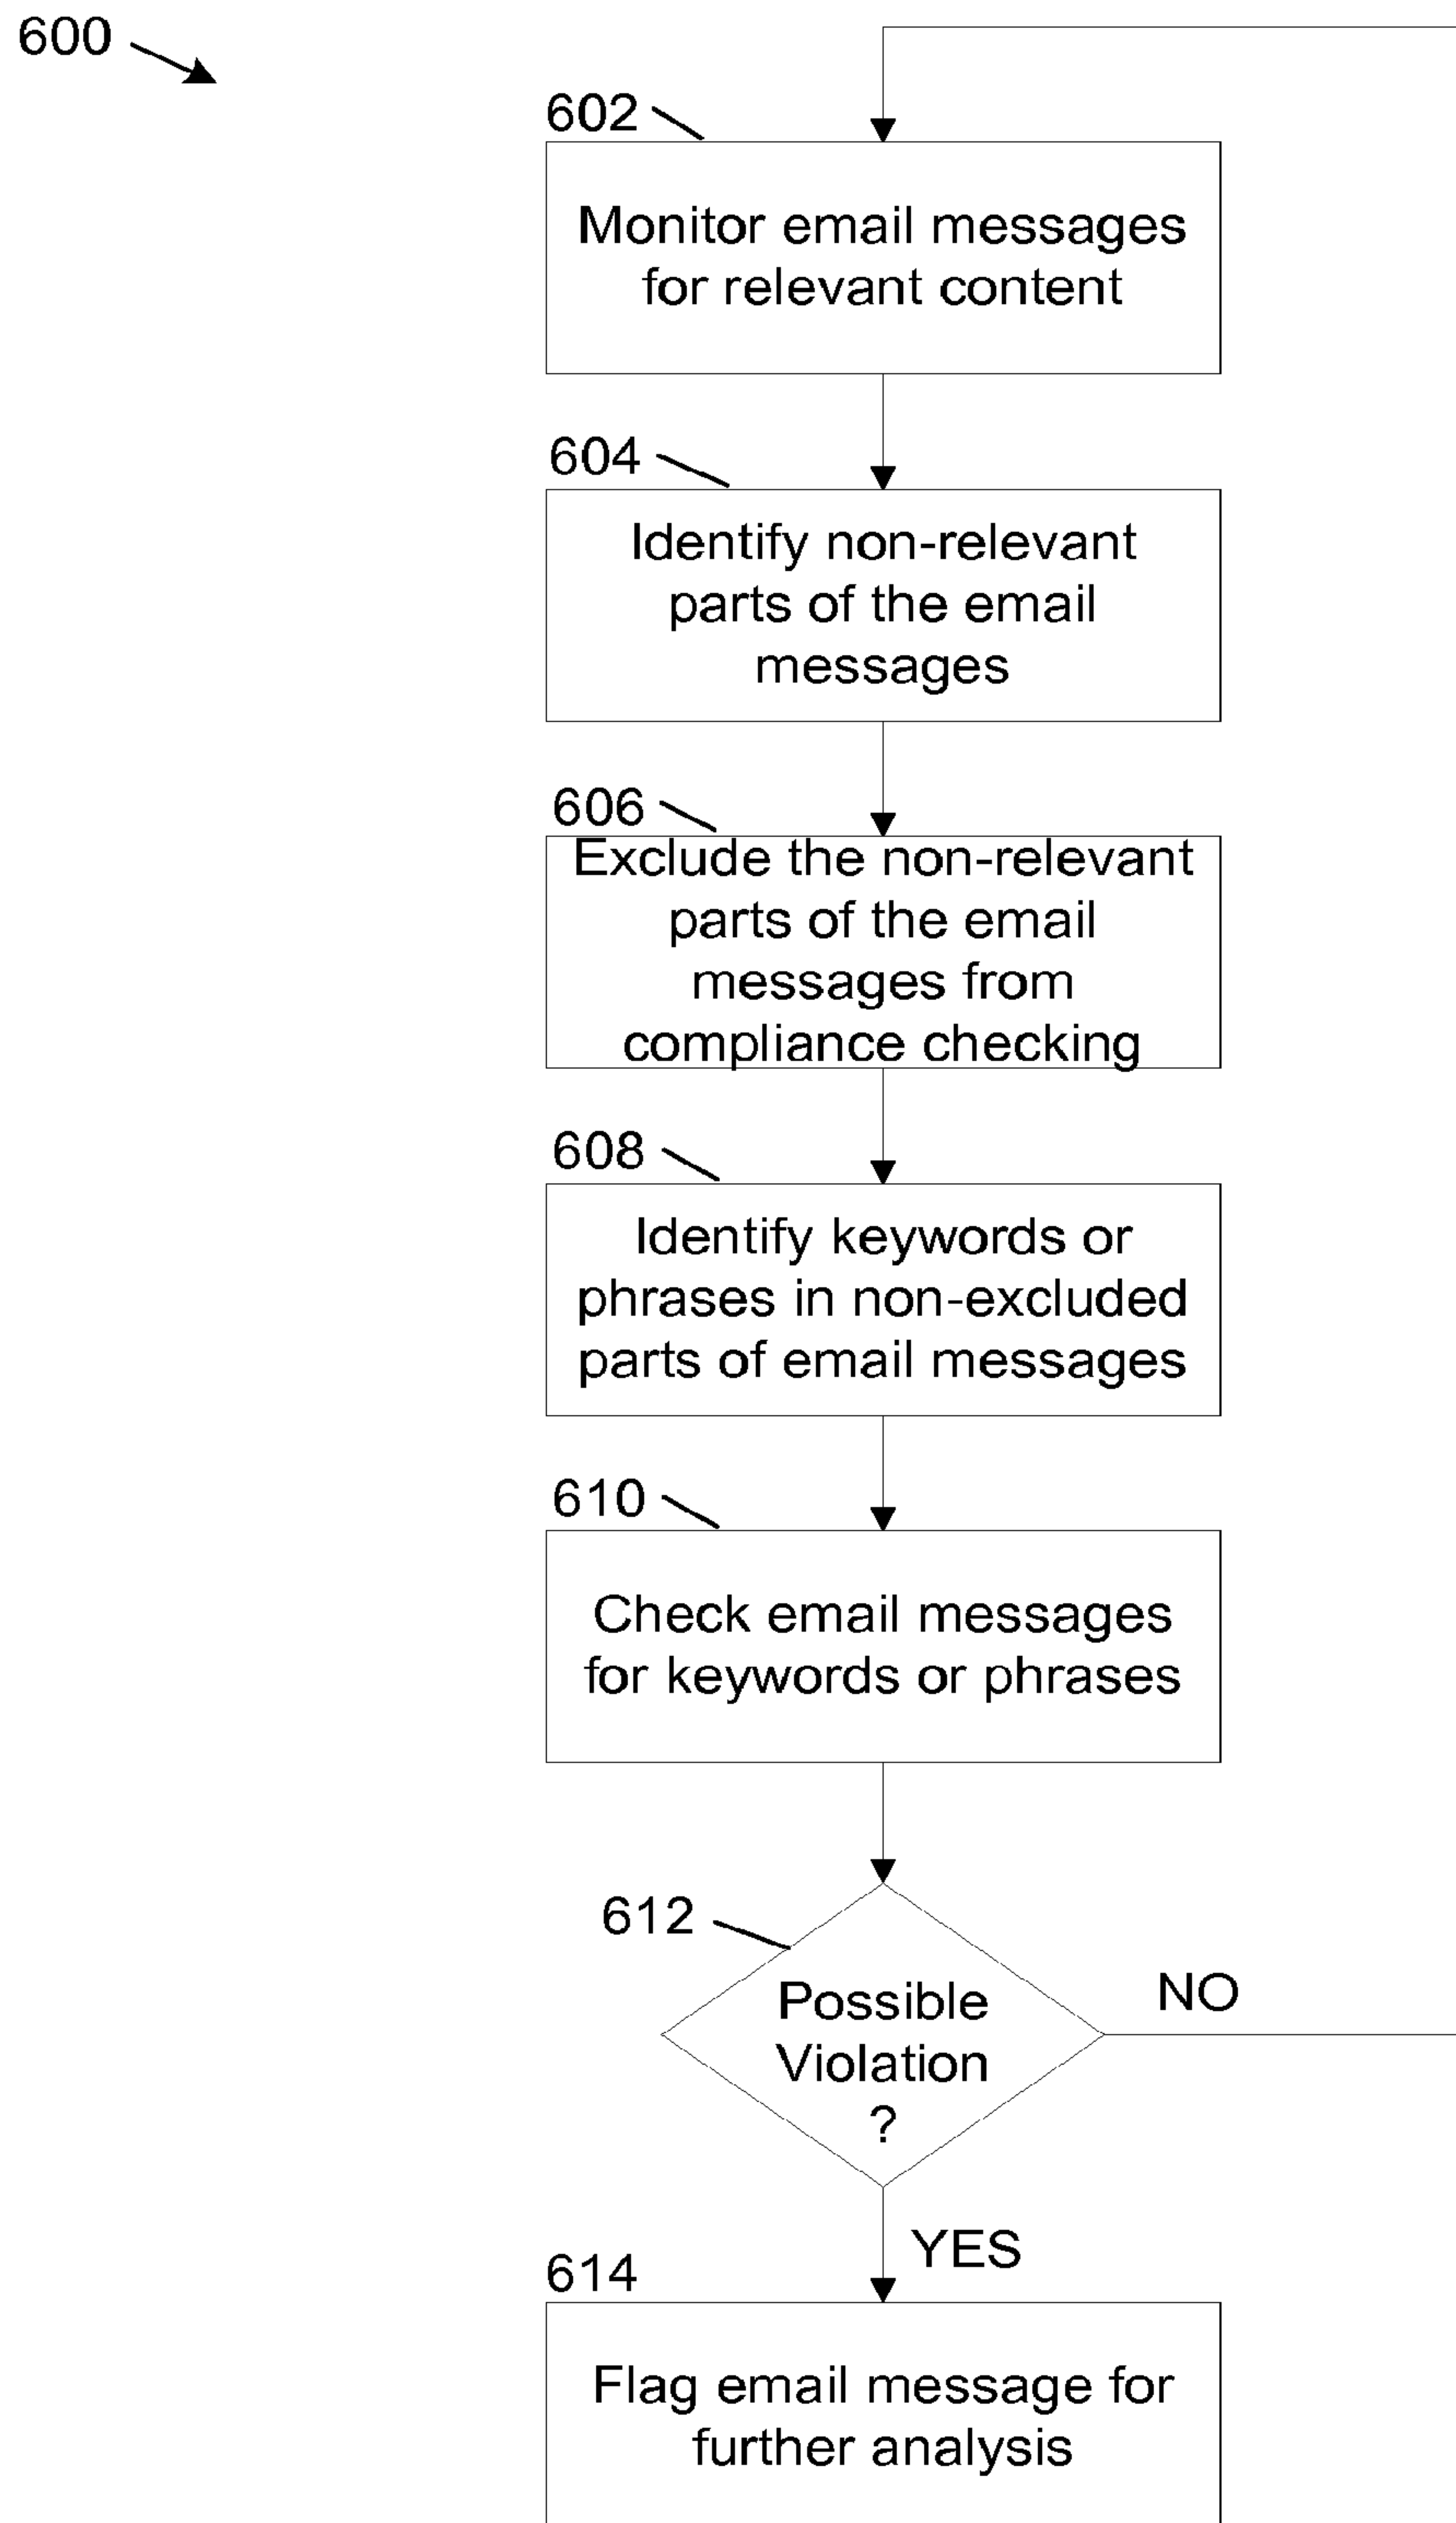 600
602
Monitor email messages
for relevant content
604
Identify non-relevant
parts of the email
messages
606
Exclude the non-relevant
parts of the email
messages from
compliance checking
608
Identify keywords or
phrases in non-excluded
parts of email messages
610
Check email messages
for keywords or phrases
612
Possible
Violation
?
NO
YES
614
Flag email message for
further analysis